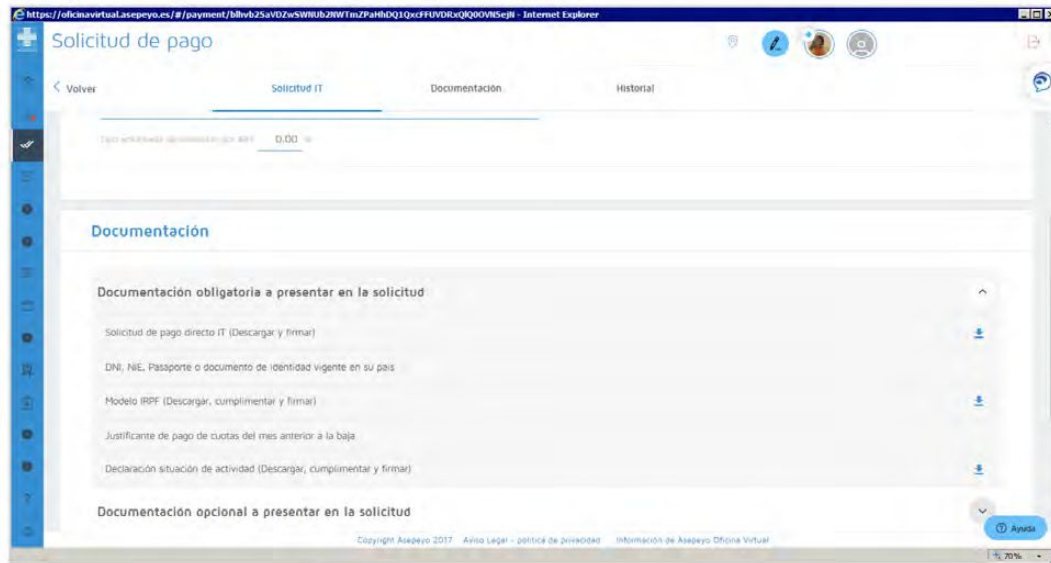 https://oficinavirtual.asepeyo.es/#/payment/ - Internet Explorer
Solicitud de pago
Volver Solicitud IT Documentación Historial
0.00 %
Documentación
Documentación obligatoria a presentar en la solicitud
Solicitud de pago directo IT (Descargar y firmar)
DNI, NIE, Pasaporte o documento de identidad vigente en su país
Modelo IRPF (Descargar, cumplimentar y firmar)
Justificante de pago de cuotas del mes anterior a la baja
Declaración situación de actividad (Descargar, cumplimentar y firmar)
Documentación opcional a presentar en la solicitud
Ayuda
Copyright Asepeyo 2017 Aviso Legal - política de privacidad Información de Asepeyo Oficina Virtual
70%